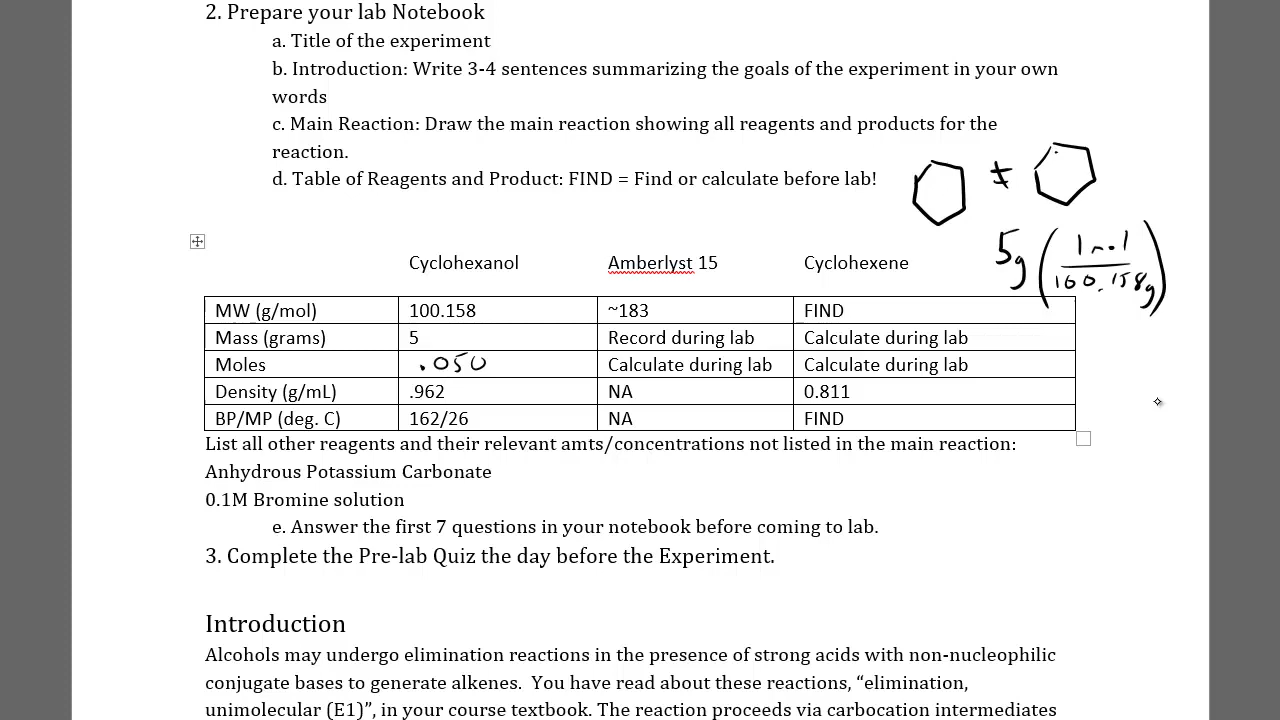 2. Prepare your lab Notebook
a. Title of the experiment
b. Introduction: Write 3-4 sentences summarizing the goals of the experiment in your own
words
c. Main Reaction: Draw the main reaction showing all reagents and products for the
reaction.
d. Table of Reagents and Product: FIND = Find or calculate before lab!
5g (1 mol / 100.158g)
Cyclohexanol Amberlyst 15 Cyclohexene
MW (g/mol) 100.158 ~183 FIND
Mass (grams) 5 Record during lab Calculate during lab
Moles .050 Calculate during lab Calculate during lab
Density (g/mL) .962 NA 0.811
BP/MP (deg. C) 162/26 NA FIND
List all other reagents and their relevant amts/concentrations not listed in the main reaction:
Anhydrous Potassium Carbonate
0.1M Bromine solution
e. Answer the first 7 questions in your notebook before coming to lab.
3. Complete the Pre-lab Quiz the day before the Experiment.
Introduction
Alcohols may undergo elimination reactions in the presence of strong acids with non-nucleophilic
conjugate bases to generate alkenes. You have read about these reactions, “elimination,
unimolecular (E1)”, in your course textbook. The reaction proceeds via carbocation intermediates